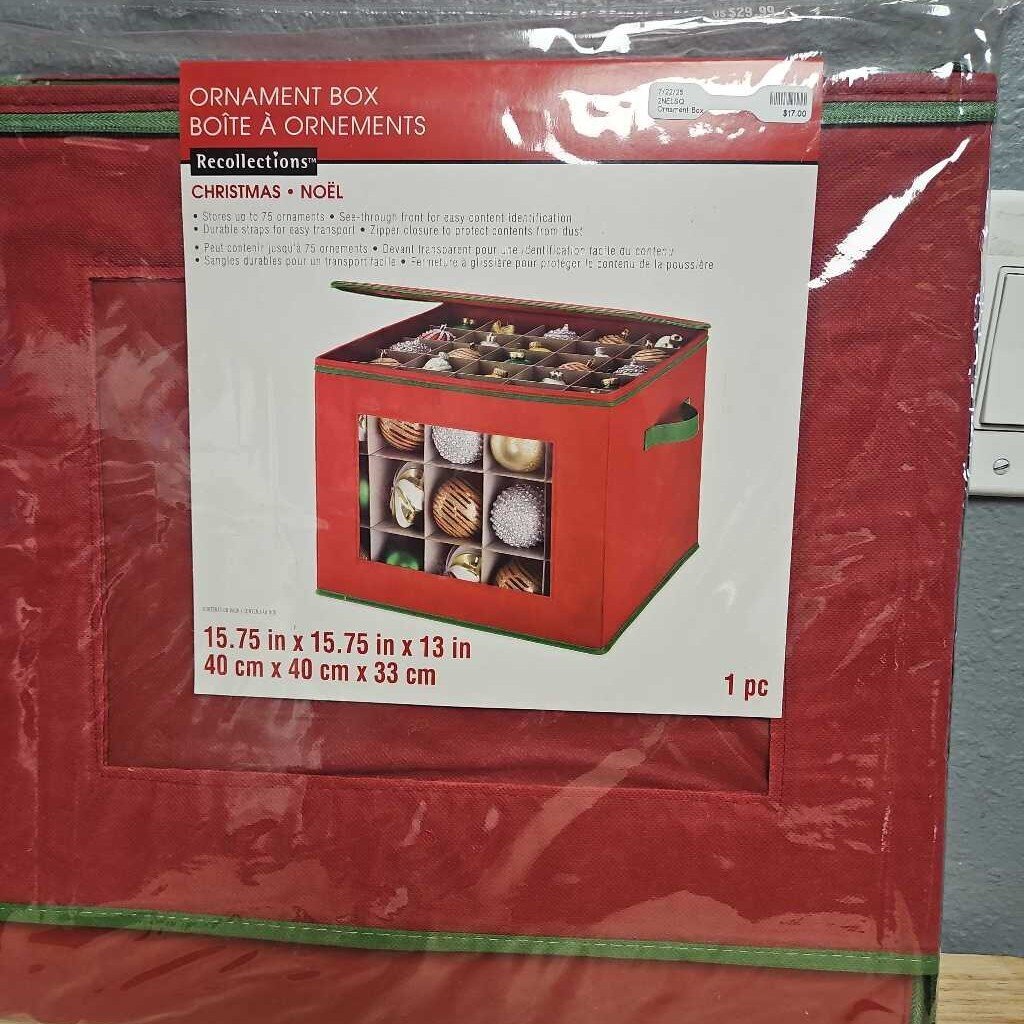 US$29.99
ORNAMENT BOX
BOÎTE À ORNEMENTS
7/22/25
2NELSQ
Ornament Box
$17.00
Recollections™
CHRISTMAS • NOËL
• Stores up to 75 ornaments • See-through front for easy content identification
• Durable straps for easy transport • Zipper closure to protect contents from dust
• Peut contenir jusqu'à 75 ornements • Devant transparent pour une identification facile du contenu
• Sangles durables pour un transport facile • Fermeture à glissière pour protéger le contenu de la poussière
15.75 in x 15.75 in x 13 in
40 cm x 40 cm x 33 cm
1 pc